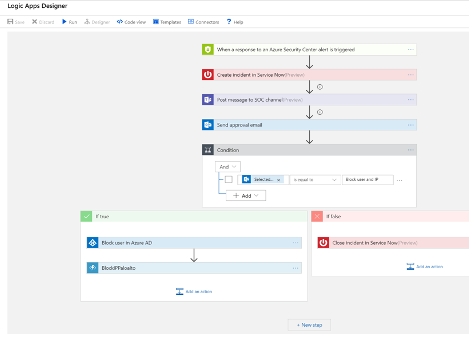 Logic Apps Designer
Save Discard Run Designer Code view Templates Connectors Help
When a response to an Azure Security Center alert is triggered
Create incident in Service Now (Preview)
Post message to SOC channel (Preview)
Send approval email
Condition
And
Selected... × is equal to Block user and IP
+ Add
If true
Block user in Azure AD
BlockIPPaloalto
Add an action
If false
Close incident in Service Now (Preview)
Add an action
+ New step